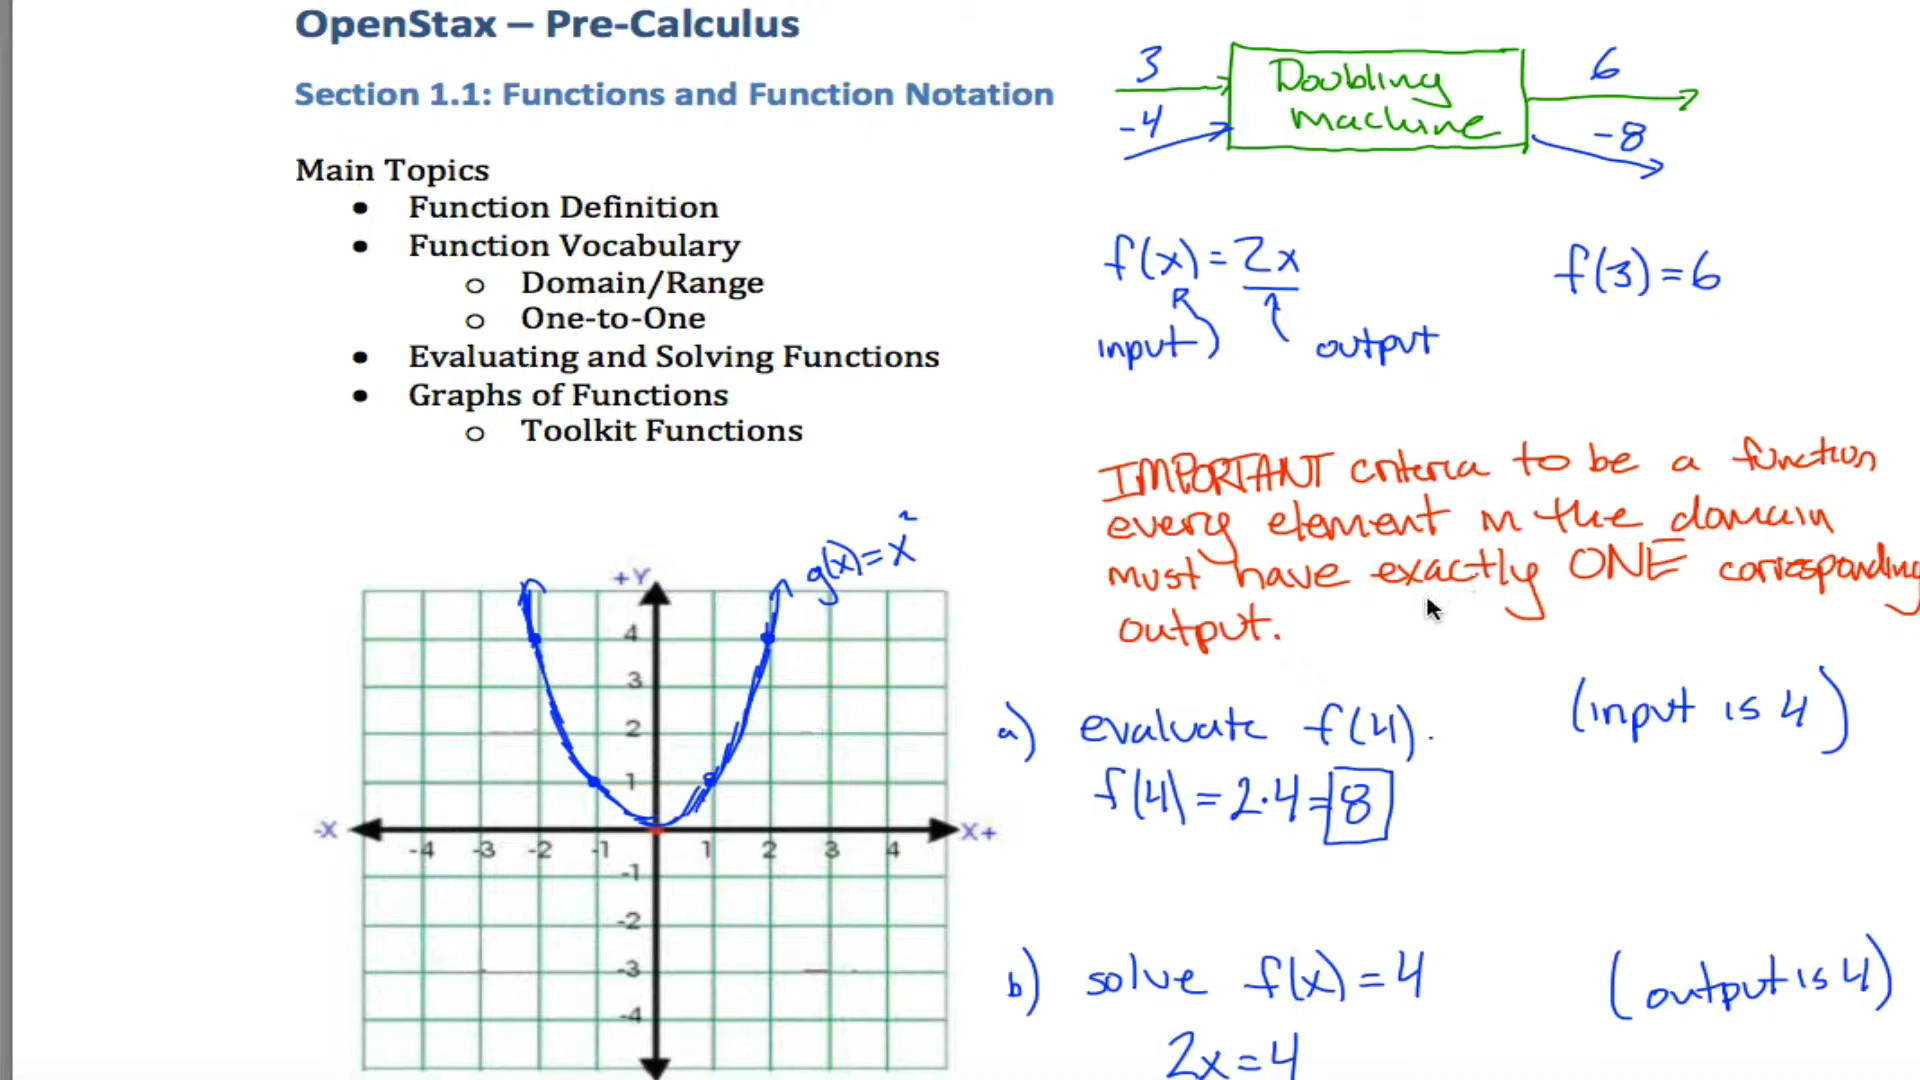 OpenStax – Pre-Calculus
Section 1.1: Functions and Function Notation
Main Topics
• Function Definition
• Function Vocabulary
o Domain/Range
o One-to-One
• Evaluating and Solving Functions
• Graphs of Functions
o Toolkit Functions
3
-4
Doubling
Machine
6
-8
f(x) = 2x
f(3) = 6
input
output
IMPORTANT criteria to be a function
every element in the domain
must have exactly ONE corresponding
output.
g(x) = x²
+Y
4
3
2
1
-X
X+
-4 -3 -2 -1 1 2 3 4
-1
-2
-3
-4
a) evaluate f(4). (input is 4)
f(4) = 2·4 = 8
b) solve f(x) = 4 (output is 4)
2x = 4